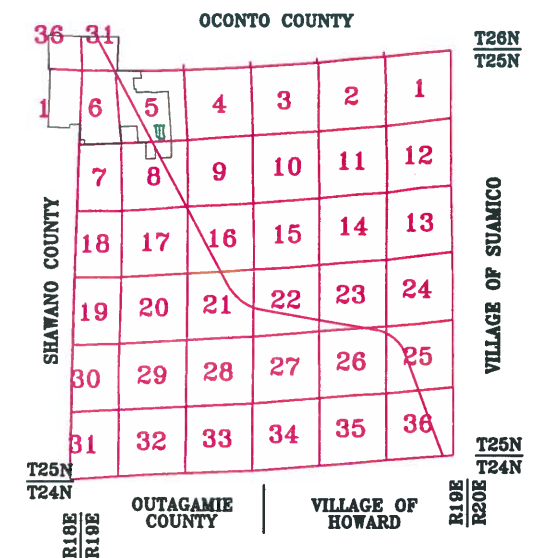 OCONTO COUNTY
36 31
T26N
T25N
1 6 5 4 3 2 1
7 8 9 10 11 12
18 17 16 15 14 13
19 20 21 22 23 24
30 29 28 27 26 25
31 32 33 34 35 36
SHAWANO COUNTY
VILLAGE OF SUAMICO
T25N
T24N
T25N
T24N
R18E
R19E
OUTAGAMIE
COUNTY
VILLAGE OF
HOWARD
R19E
R20E